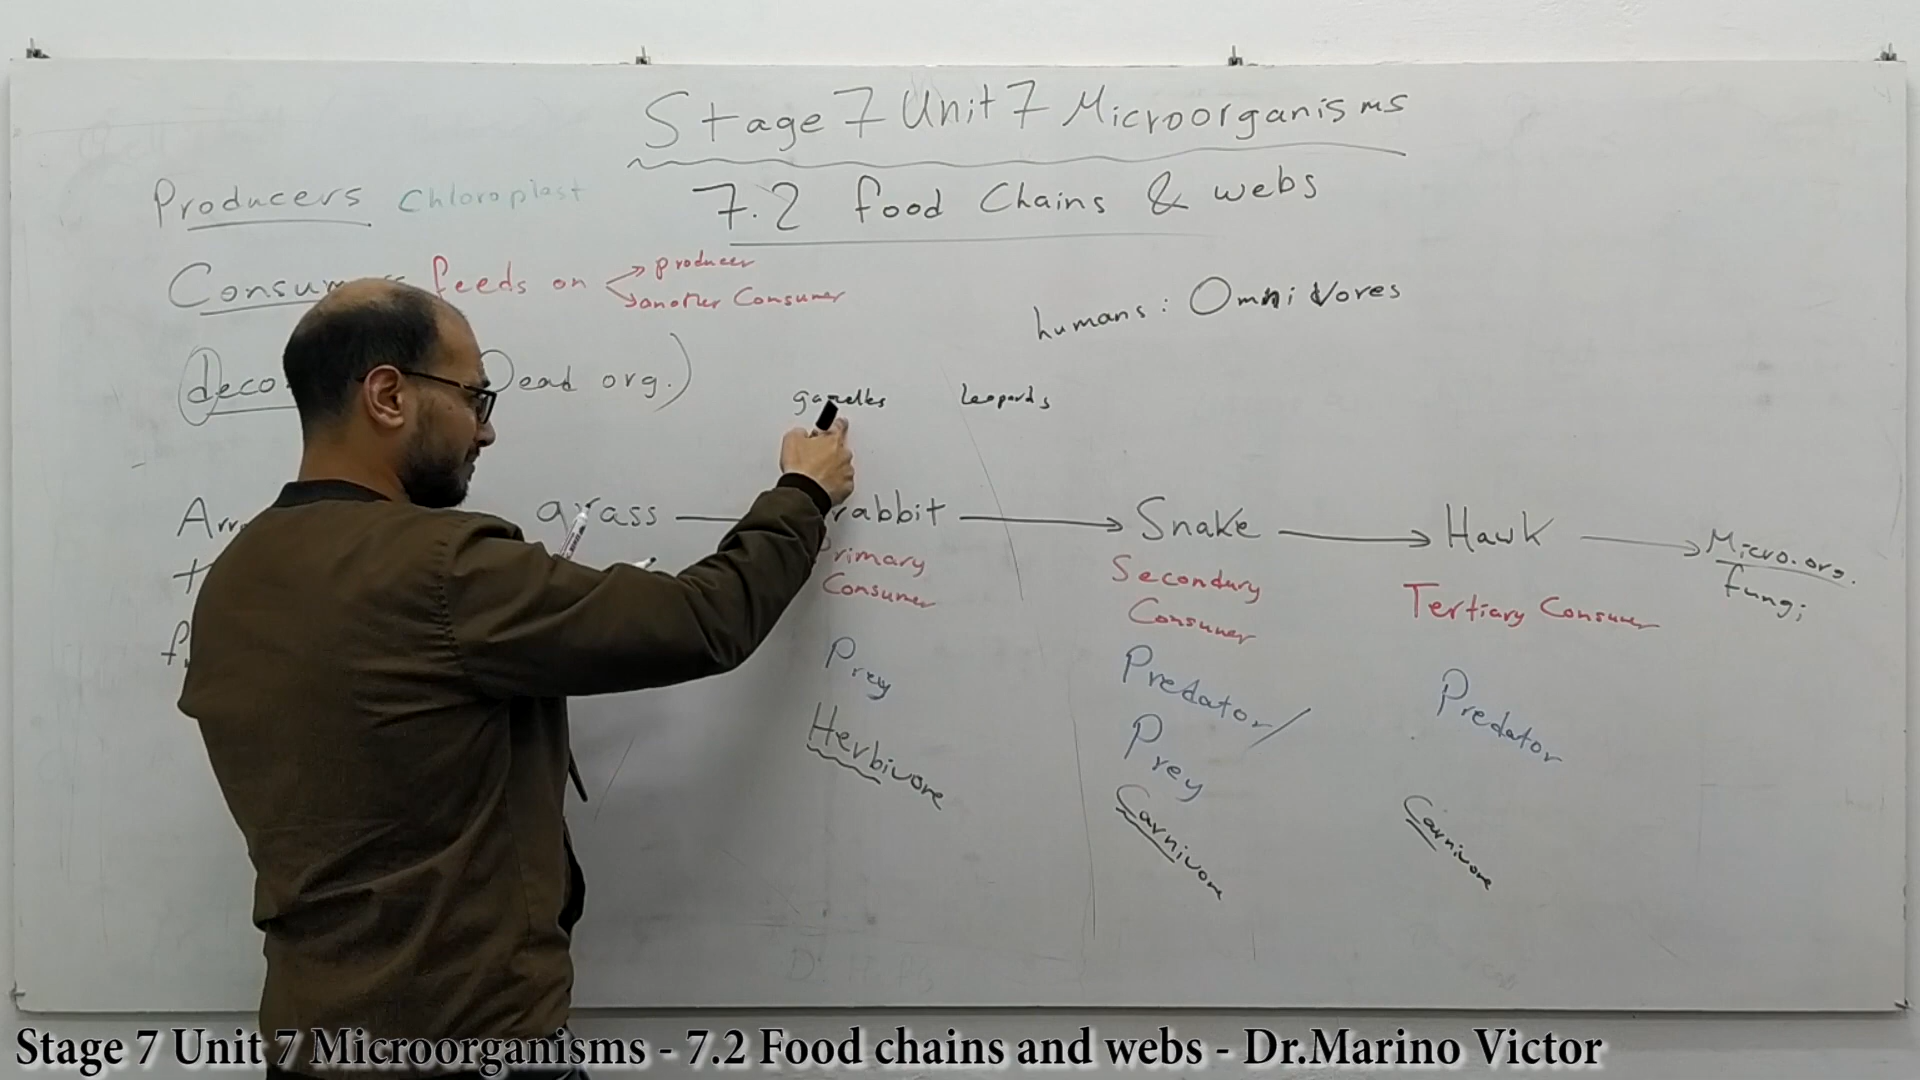 Stage 7 Unit 7 Microorganisms
7.2 food Chains & webs
Producers Chloroplast
Consumers feeds on
producer
another Consumer
humans: Omnivores
deco
Dead org.)
gazelles
Leopards
Arr
grass
rabbit
Snake
Hawk
Micro.org.
fungi
Primary
Consumer
Secondary
Consumer
Tertiary Consumer
Prey
Predator/
Prey
Predator
Herbivore
Carnivore
Carnivore
Stage 7 Unit 7 Microorganisms - 7.2 Food chains and webs - Dr.Marino Victor